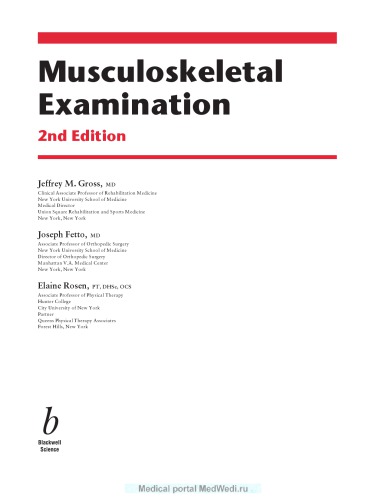 Musculoskeletal
Examination
2nd Edition
Jeffrey M. Gross, MD
Clinical Associate Professor of Rehabilitation Medicine
New York University School of Medicine
Medical Director
Union Square Rehabilitation and Sports Medicine
New York, New York
Joseph Fetto, MD
Associate Professor of Orthopedic Surgery
New York University School of Medicine
Director of Orthopedic Surgery
Manhattan V.A. Medical Center
New York, New York
Elaine Rosen, PT, DHSc, OCS
Associate Professor of Physical Therapy
Hunter College
City University of New York
Partner
Queens Physical Therapy Associates
Forest Hills, New York
b
Blackwell
Science
Medical portal MedWedi.ru